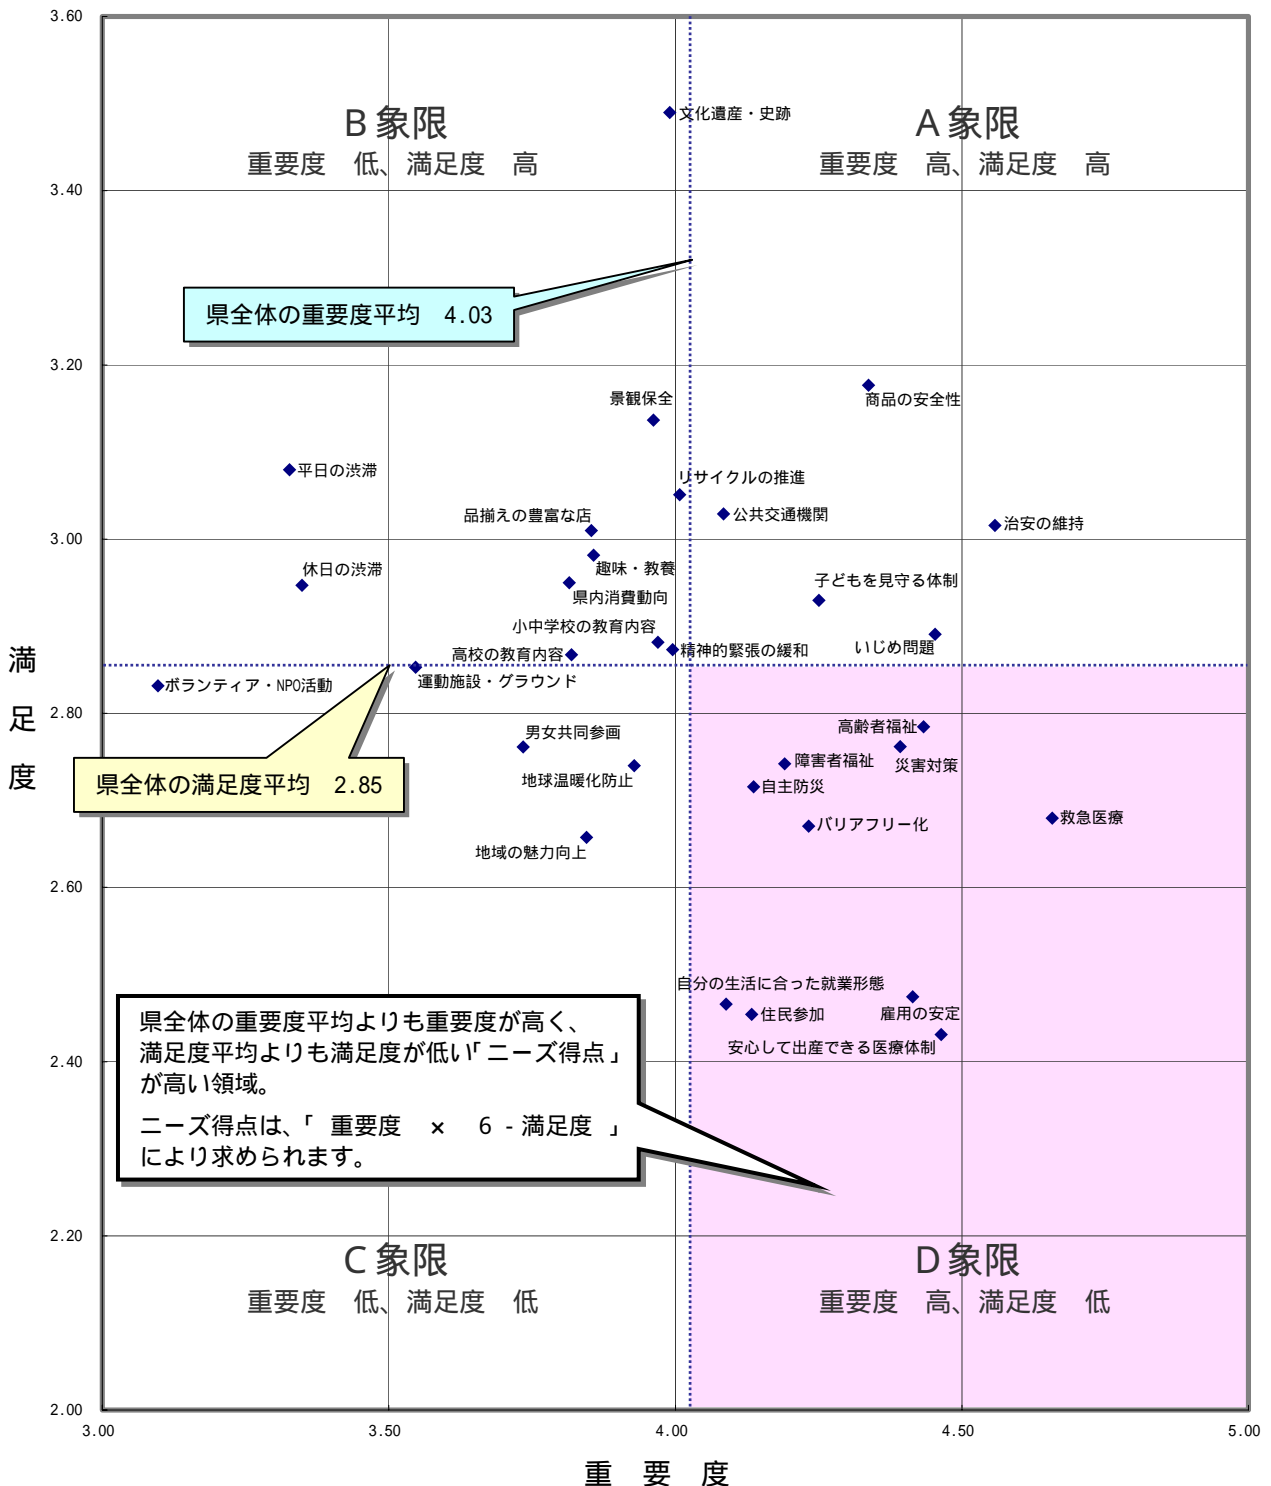 3.60
B象限
重要度　低、満足度　高
A象限
重要度　高、満足度　高
文化遺産・史跡
3.40
県全体の重要度平均　4.03
3.20
景観保全
商品の安全性
平日の渋滞
リサイクルの推進
品揃えの豊富な店
公共交通機関
治安の維持
3.00
趣味・教養
休日の渋滞
県内消費動向
子どもを見守る体制
小中学校の教育内容
いじめ問題
高校の教育内容
精神的緊張の緩和
運動施設・グラウンド
ボランティア・NPO活動
満足度
2.80
男女共同参画
高齢者福祉
災害対策
障害者福祉
地球温暖化防止
自主防災
県全体の満足度平均　2.85
バリアフリー化
救急医療
地域の魅力向上
2.60
自分の生活に合った就業形態
住民参加
雇用の安定
安心して出産できる医療体制
2.40
県全体の重要度平均よりも重要度が高く、
満足度平均よりも満足度が低い「ニーズ得点」
が高い領域。
ニーズ得点は、「　重要度　×　6 - 満足度　」
により求められます。
2.20
C象限
重要度　低、満足度　低
D象限
重要度　高、満足度　低
2.00
3.00
3.50
4.00
4.50
5.00
重　要　度